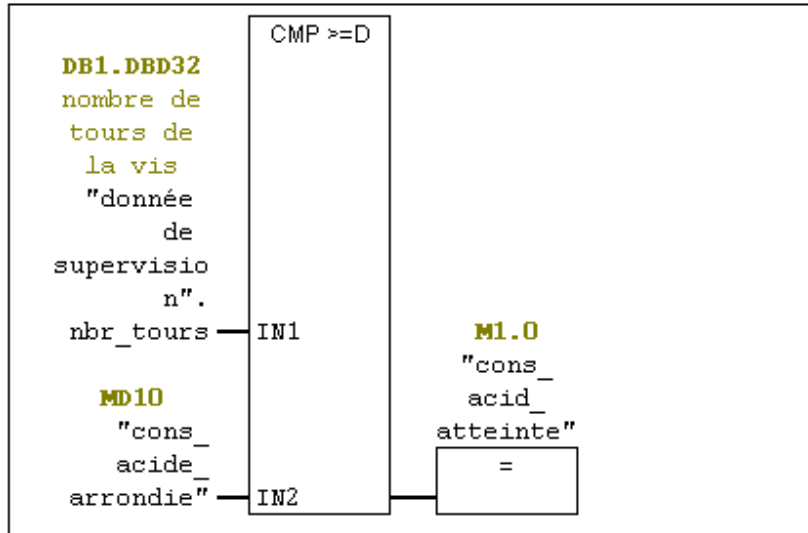 CMP >=D
DB1.DBD32
nombre de
tours de
la vis
"donnée
de
supervisio
n".
nbr_tours
IN1
M1.0
"cons_
acid_
atteinte"
=
MD10
"cons_
acide_
arrondie"
IN2